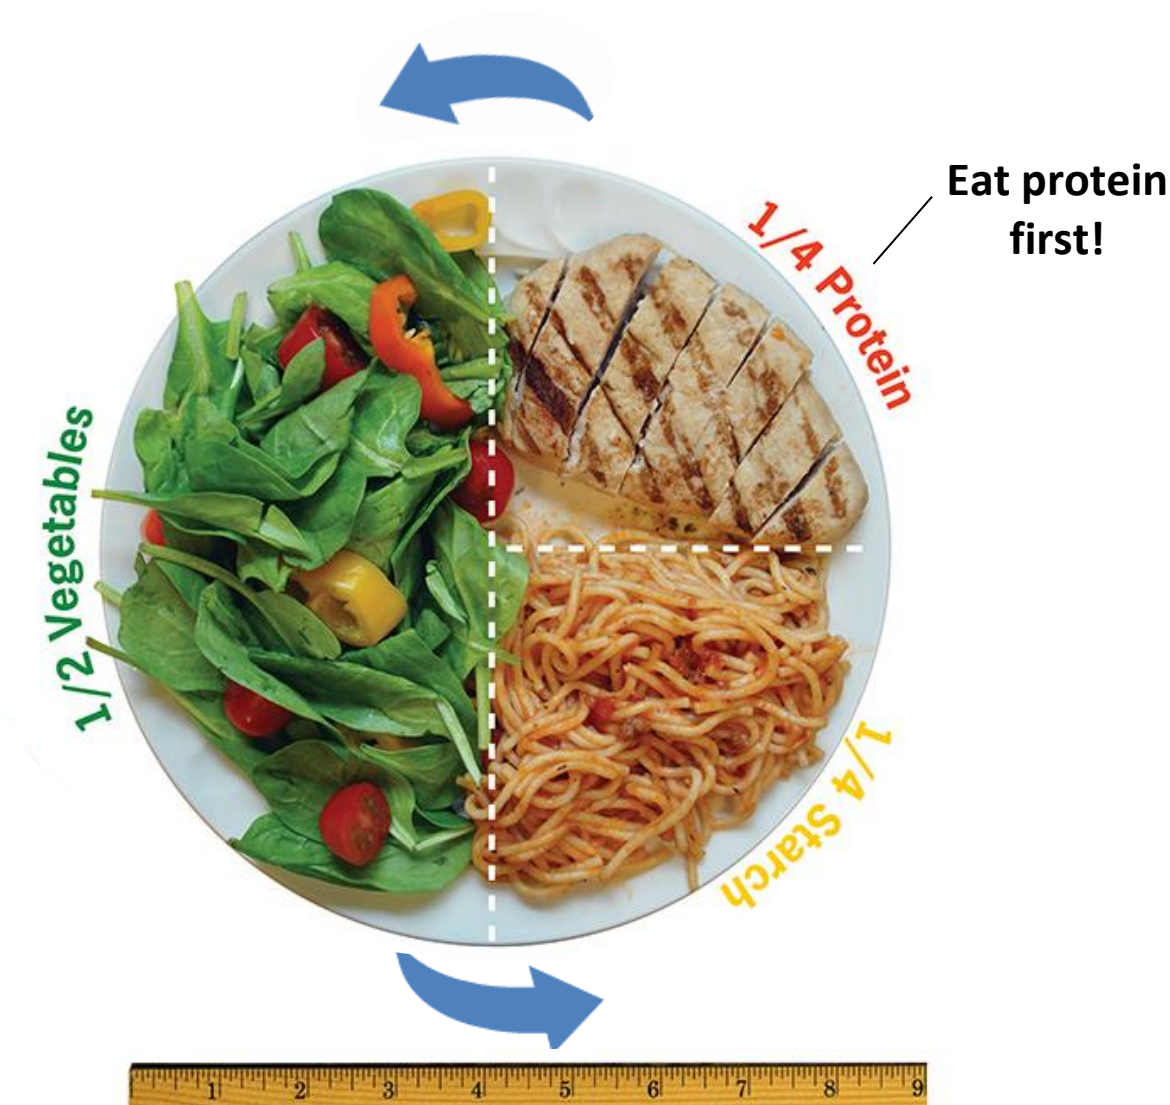 Eat protein
first!
1/4 Protein
1/2 Vegetables
1/4 Starch
1 2 3 4 5 6 7 8 9